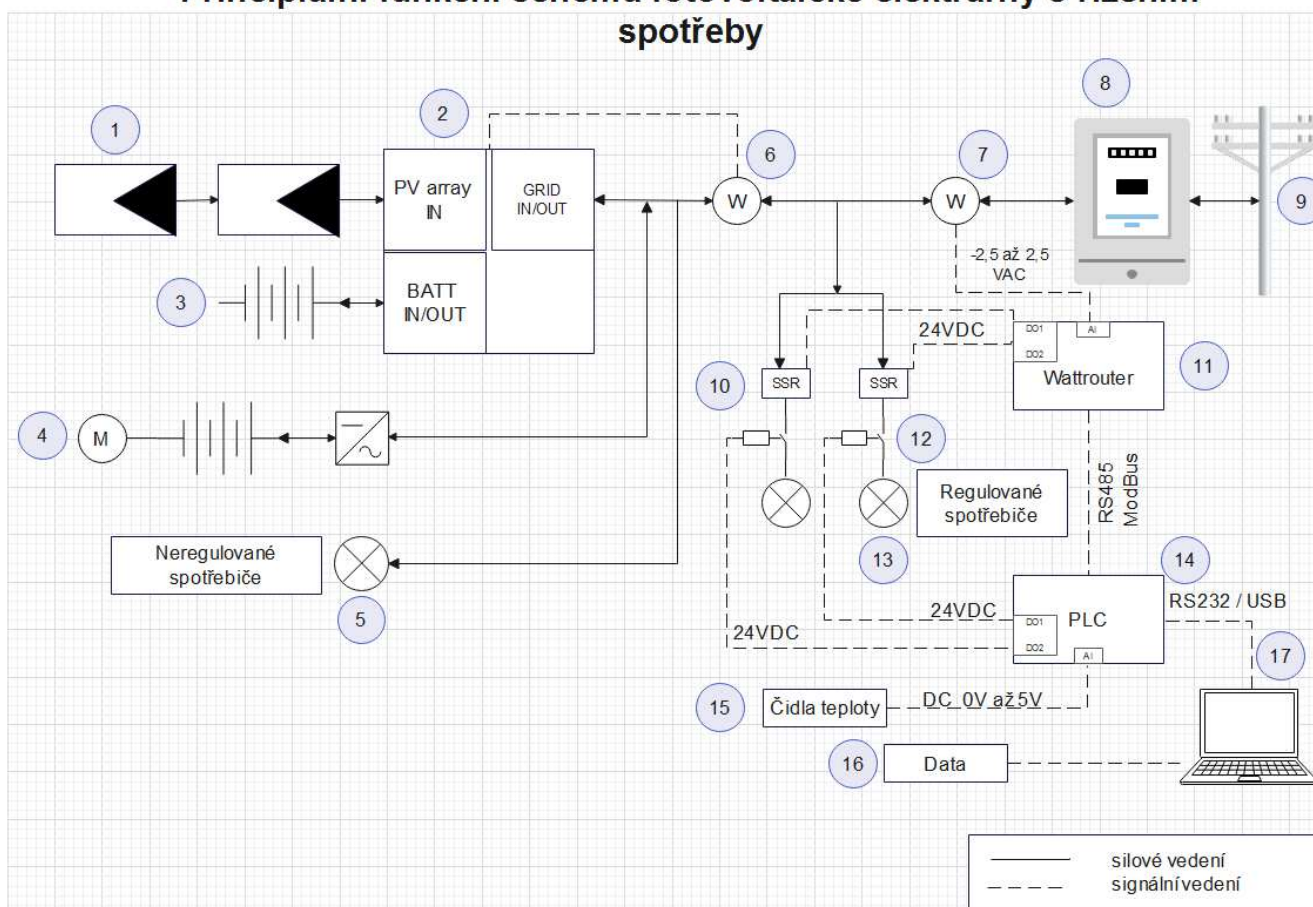 spotřeby
1
2
3
4
5
6
7
8
9
PV array
IN
GRID
IN/OUT
BATT
IN/OUT
W
W
-2,5 až 2,5
VAC
M
Neregulované
spotřebiče
SSR
SSR
10
24VDC
DO1
DO2
AI
Wattrouter
11
12
Regulované
spotřebiče
13
RS485
ModBus
14
24VDC
24VDC
DO1
DO2
PLC
AI
RS232 / USB
17
15
Čidla teploty
DC 0V až 5V
16
Data
silové vedení
signální vedení